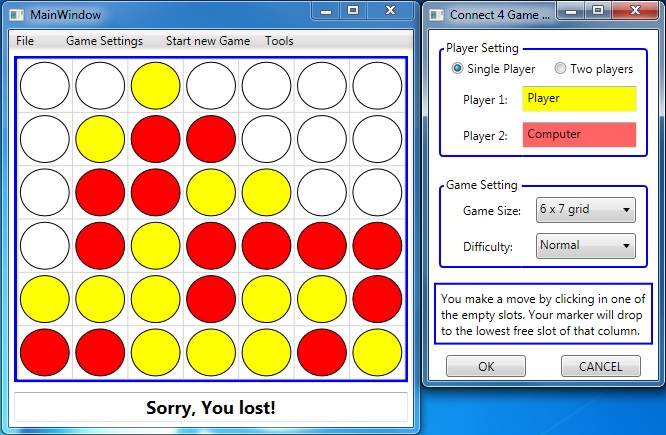 MainWindow
File Game Settings Start new Game Tools
Sorry, You lost!
Connect 4 Game ...
Player Setting
Single Player Two players
Player 1: Player
Player 2: Computer
Game Setting
Game Size: 6 x 7 grid
Difficulty: Normal
You make a move by clicking in one of
the empty slots. Your marker will drop
to the lowest free slot of that column.
OK CANCEL